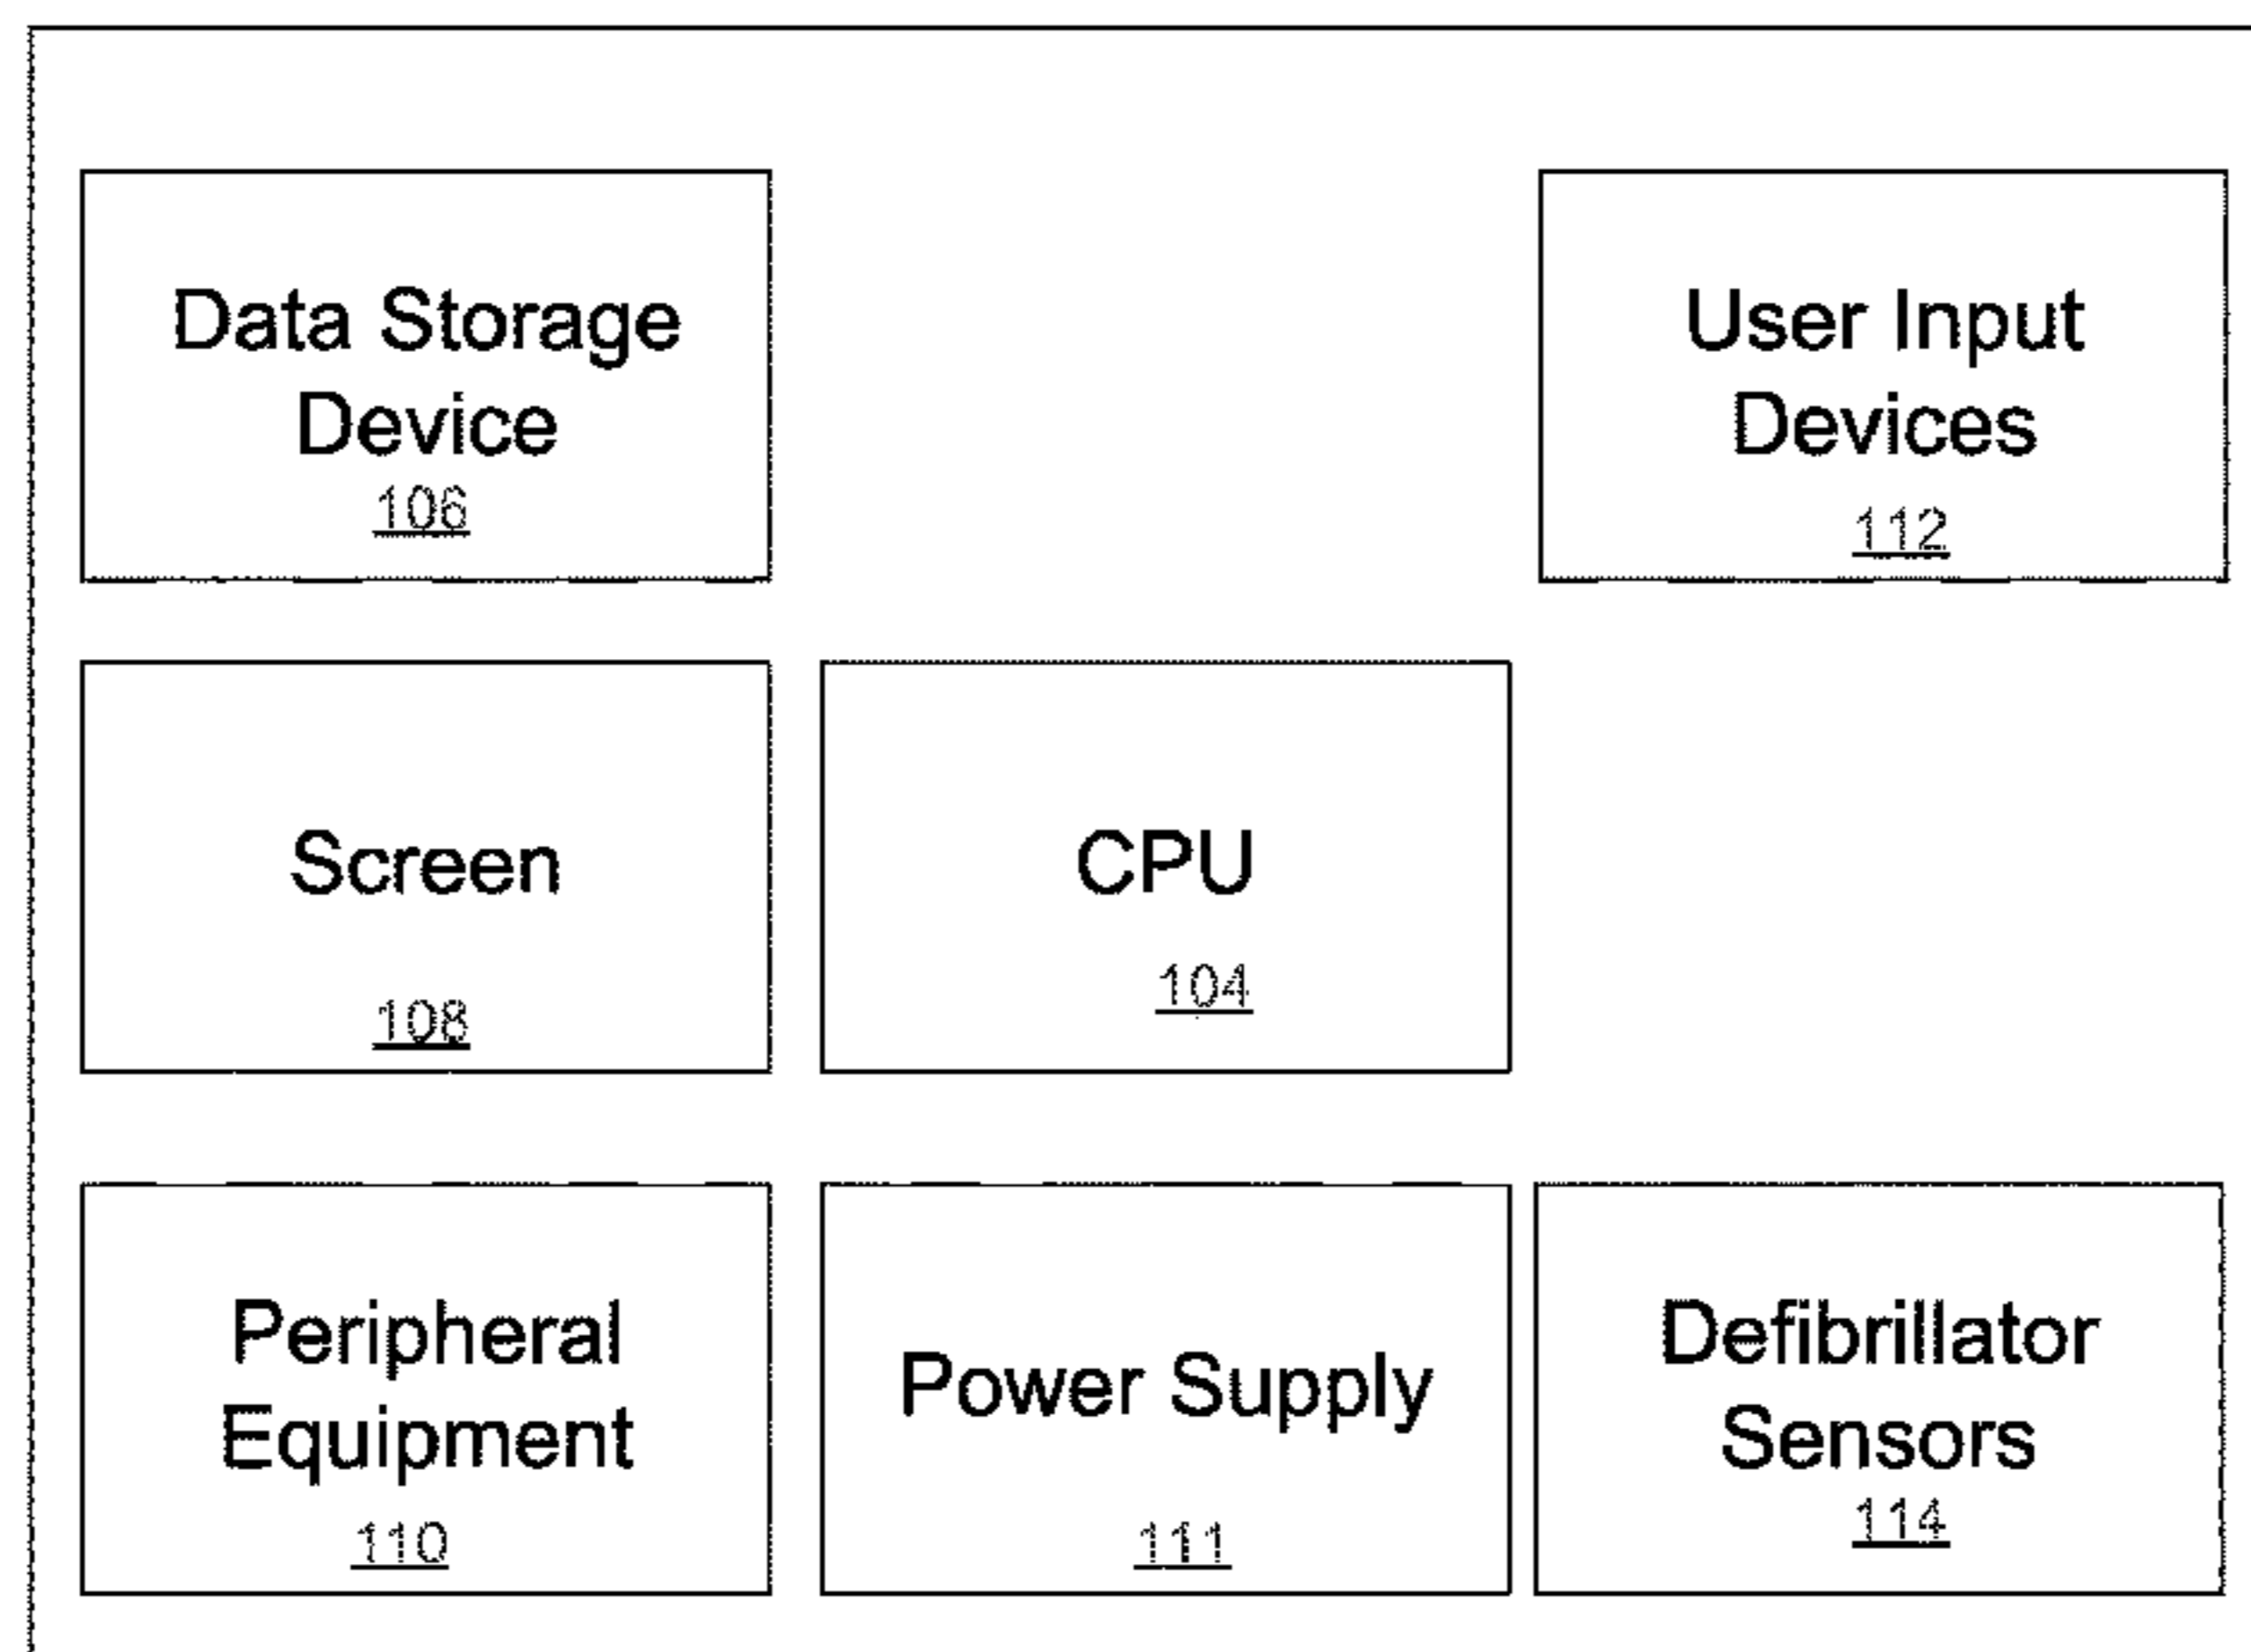 Data Storage
Device
106
User Input
Devices
112
Screen
108
CPU
104
Peripheral
Equipment
110
Power Supply
111
Defibrillator
Sensors
114